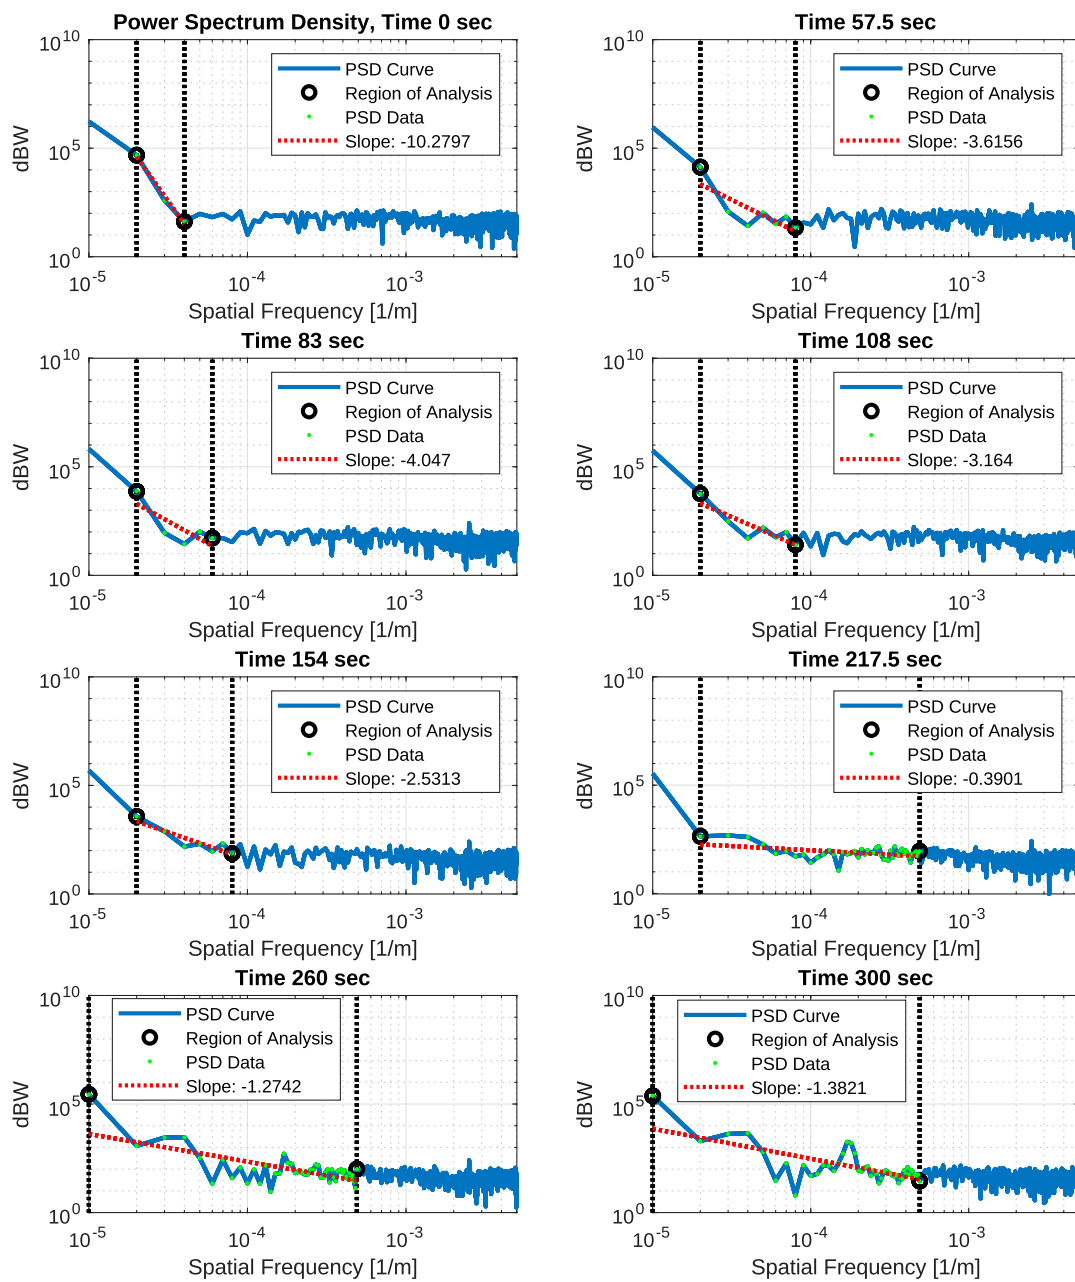 Power Spectrum Density, Time 0 sec
10^10
10^5
10^0
dBW
PSD Curve
Region of Analysis
PSD Data
Slope: -10.2797
10^-5
10^-4
10^-3
Spatial Frequency [1/m]
Time 57.5 sec
10^10
10^5
10^0
dBW
PSD Curve
Region of Analysis
PSD Data
Slope: -3.6156
10^-5
10^-4
10^-3
Spatial Frequency [1/m]
Time 83 sec
10^10
10^5
10^0
dBW
PSD Curve
Region of Analysis
PSD Data
Slope: -4.047
10^-5
10^-4
10^-3
Spatial Frequency [1/m]
Time 108 sec
10^10
10^5
10^0
dBW
PSD Curve
Region of Analysis
PSD Data
Slope: -3.164
10^-5
10^-4
10^-3
Spatial Frequency [1/m]
Time 154 sec
10^10
10^5
10^0
dBW
PSD Curve
Region of Analysis
PSD Data
Slope: -2.5313
10^-5
10^-4
10^-3
Spatial Frequency [1/m]
Time 217.5 sec
10^10
10^5
10^0
dBW
PSD Curve
Region of Analysis
PSD Data
Slope: -0.3901
10^-5
10^-4
10^-3
Spatial Frequency [1/m]
Time 260 sec
10^10
10^5
10^0
dBW
PSD Curve
Region of Analysis
PSD Data
Slope: -1.2742
10^-5
10^-4
10^-3
Spatial Frequency [1/m]
Time 300 sec
10^10
10^5
10^0
dBW
PSD Curve
Region of Analysis
PSD Data
Slope: -1.3821
10^-5
10^-4
10^-3
Spatial Frequency [1/m]